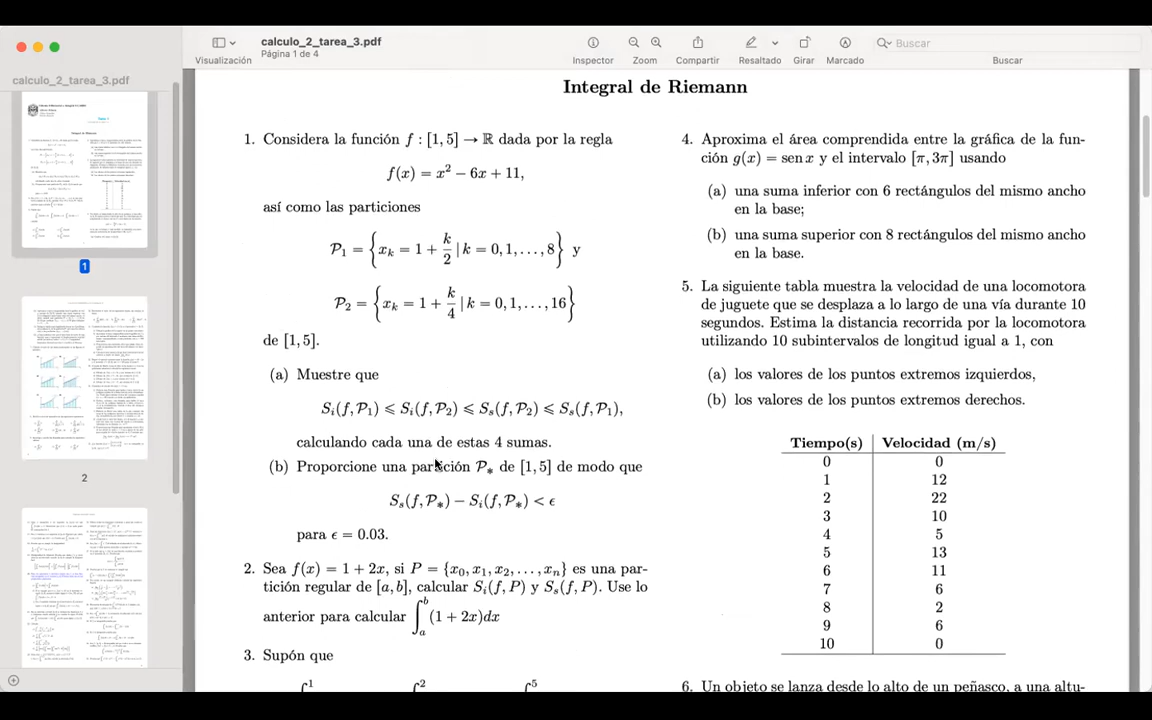 calculo_2_tarea_3.pdf
Página 1 de 4
Visualización
Inspector
Zoom
Compartir
Resaltado
Girar
Marcado
Buscar
Buscar
calculo_2_tarea_3.pdf
1
2
Integral de Riemann
1. Considera la función f : [1, 5] → ℝ dada por la regla
f(x) = x² − 6x + 11,
así como las particiones
𝒫₁ = { xₖ = 1 + k/2 | k = 0, 1, . . . , 8 } y
𝒫₂ = { xₖ = 1 + k/4 | k = 0, 1, . . . , 16 }
de [1, 5].
(a) Muestre que
Sᵢ(f, 𝒫₁) ⩽ Sᵢ(f, 𝒫₂) ⩽ Sₛ(f, 𝒫₂) ⩽ Sₛ(f, 𝒫₁),
calculando cada una de estas 4 sumas.
(b) Proporcione una partición 𝒫∗ de [1, 5] de modo que
Sₛ(f, 𝒫∗) − Sᵢ(f, 𝒫∗) < ϵ
para ϵ = 0.03.
2. Sea f(x) = 1 + 2x, si P = {x₀, x₁, x₂, . . . , xₙ} es una par-
tición regular de [a, b], calcular Sᵢ(f, P) y Sₛ(f, P). Use lo
anterior para calcular ∫ₐᵇ (1 + 2x)dx
3. Supón que
4. Aproxima el área comprendida entre la gráfica de la fun-
ción g(x) = sen x y el intervalo [π, 3π] usando
(a) una suma inferior con 6 rectángulos del mismo ancho
en la base;
(b) una suma superior con 8 rectángulos del mismo ancho
en la base.
5. La siguiente tabla muestra la velocidad de una locomotora
de juguete que se desplaza a lo largo de una vía durante 10
segundos. Estima la distancia recorrida por la locomotora
utilizando 10 subintervalos de longitud igual a 1, con
(a) los valores de los puntos extremos izquierdos,
(b) los valores de los puntos extremos derechos.
Tiempo(s) Velocidad (m/s)
0 0
1 12
2 22
3 10
4 5
5 13
6 11
7 6
8 2
9 6
10 0
6. Un objeto se lanza desde lo alto de un peñasco, a una altu-